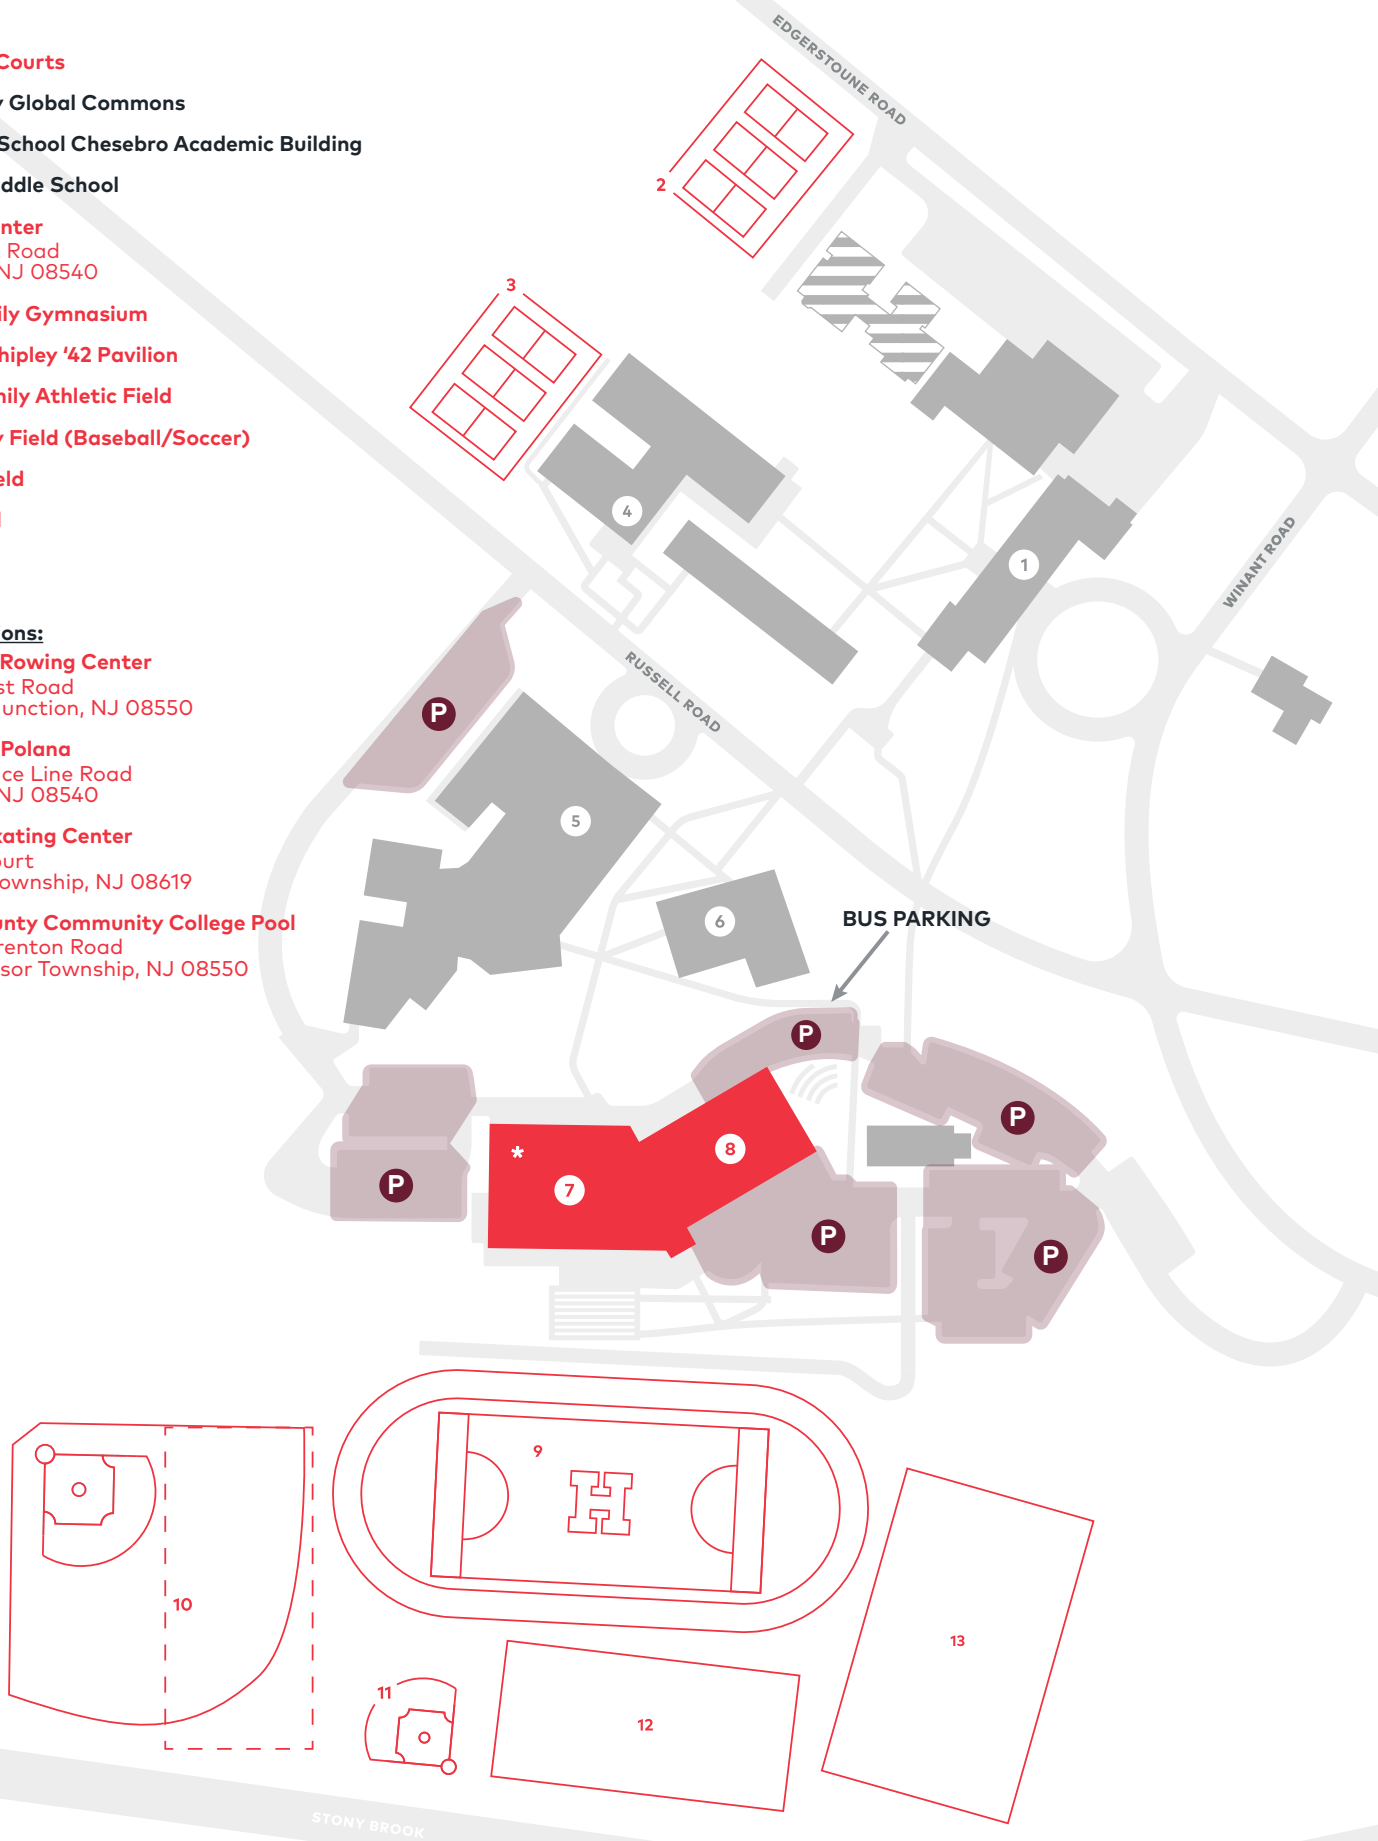 Courts
Global Commons
School Chesebro Academic Building
ddle School
nter
Road
NJ 08540
ily Gymnasium
hipley ‘42 Pavilion
ily Athletic Field
Field (Baseball/Soccer)
eld
ons:
Rowing Center
st Road
unction, NJ 08550
Polana
ce Line Road
NJ 08540
ating Center
ourt
ownship, NJ 08619
unty Community College Pool
renton Road
sor Township, NJ 08550
EDGERSTOUNE ROAD
2
3
4
1
WINANT ROAD
RUSSELL ROAD
P
5
6
BUS PARKING
P
P
*
8
7
P
P
P
9
H
10
13
11
12
STONY BROOK